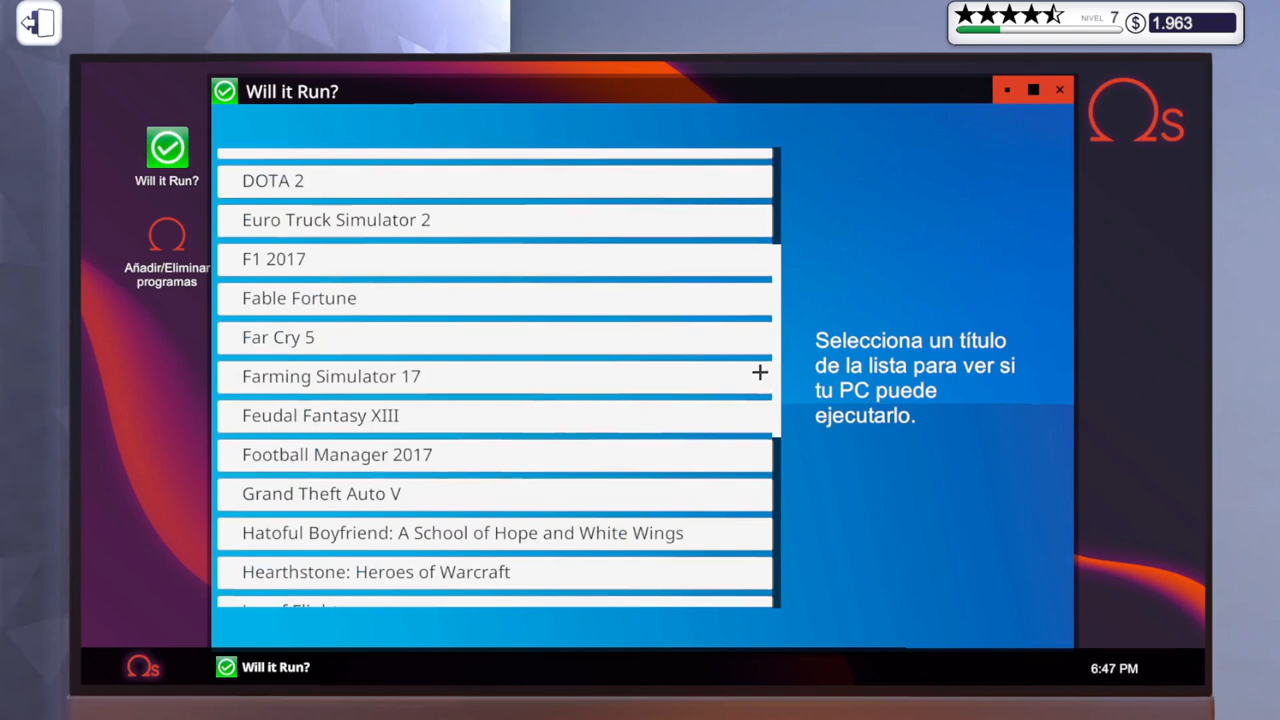 NIVEL 7
$ 1.963
Will it Run?
Will it Run?
Añadir/Eliminar
programas
DOTA 2
Euro Truck Simulator 2
F1 2017
Fable Fortune
Far Cry 5
Farming Simulator 17
Feudal Fantasy XIII
Football Manager 2017
Grand Theft Auto V
Hatoful Boyfriend: A School of Hope and White Wings
Hearthstone: Heroes of Warcraft
Selecciona un título
de la lista para ver si
tu PC puede
ejecutarlo.
Ωs
Ωs
Will it Run?
6:47 PM